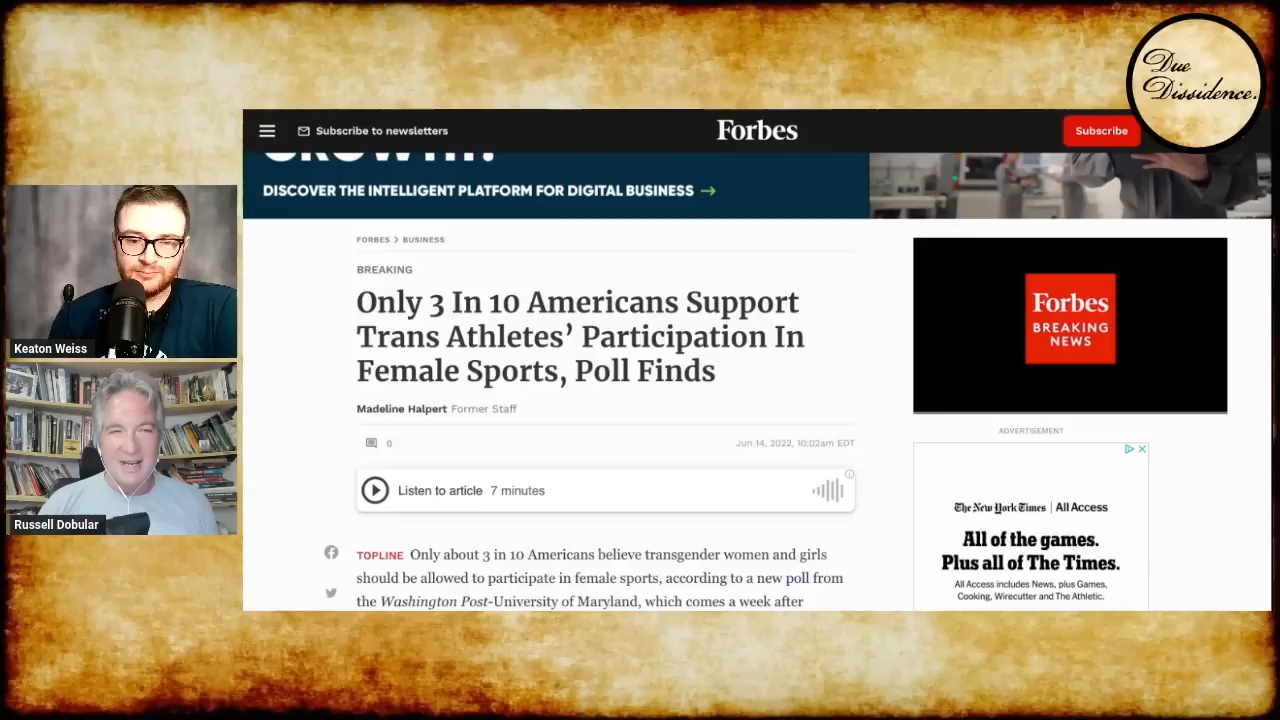 Due
Dissidence.
Subscribe to newsletters
Forbes
Subscribe
DISCOVER THE INTELLIGENT PLATFORM FOR DIGITAL BUSINESS →
FORBES > BUSINESS
BREAKING
Only 3 In 10 Americans Support
Trans Athletes’ Participation In
Female Sports, Poll Finds
Madeline Halpert Former Staff
0
Jun 14, 2022, 10:02am EDT
Listen to article 7 minutes
TOPLINE Only about 3 in 10 Americans believe transgender women and girls
should be allowed to participate in female sports, according to a new poll from
the Washington Post-University of Maryland, which comes a week after
Forbes
BREAKING
NEWS
ADVERTISEMENT
The New York Times | All Access
All of the games.
Plus all of The Times.
All Access includes News, plus Games,
Cooking, Wirecutter and The Athletic.
Keaton Weiss
Russell Dobular